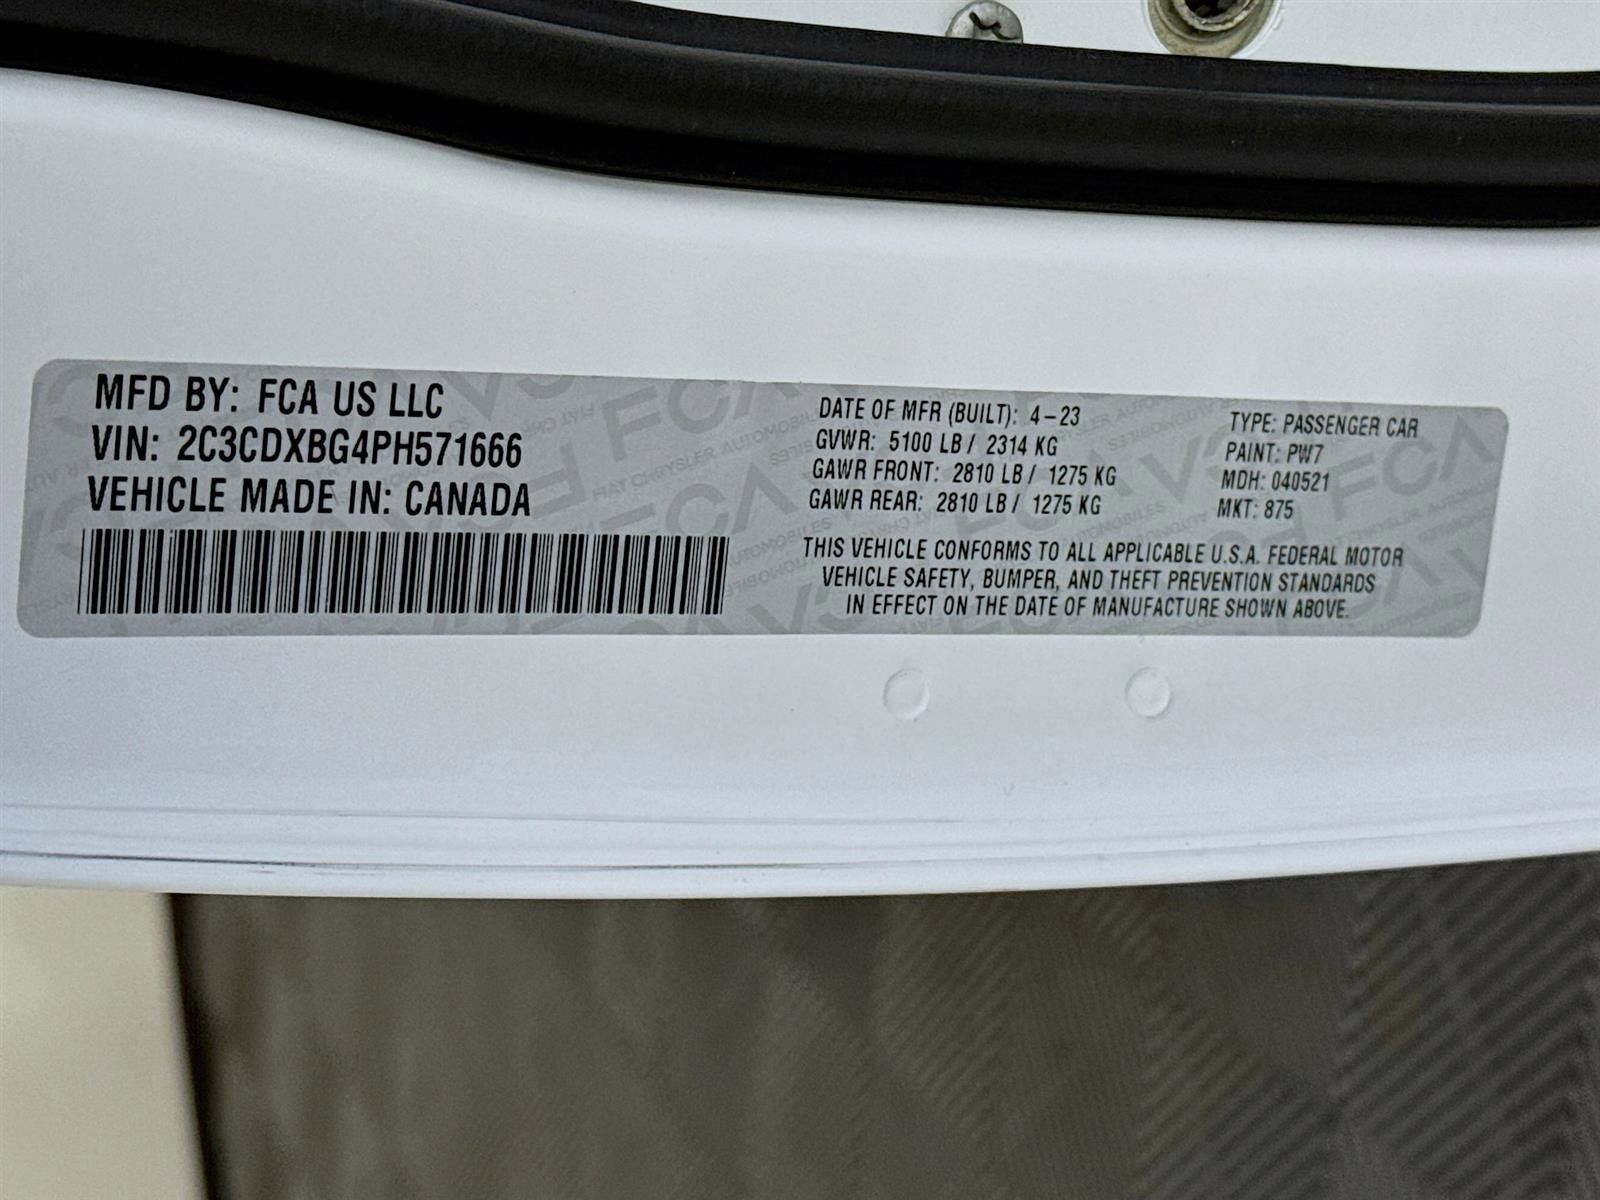 MFD BY: FCA US LLC
VIN: 2C3CDXBG4PH571666
VEHICLE MADE IN: CANADA
DATE OF MFR (BUILT): 4-23
GVWR: 5100 LB / 2314 KG
GAWR FRONT: 2810 LB / 1275 KG
GAWR REAR: 2810 LB / 1275 KG
TYPE: PASSENGER CAR
PAINT: PW7
MDH: 040521
MKT: 875
THIS VEHICLE CONFORMS TO ALL APPLICABLE U.S.A. FEDERAL MOTOR
VEHICLE SAFETY, BUMPER, AND THEFT PREVENTION STANDARDS
IN EFFECT ON THE DATE OF MANUFACTURE SHOWN ABOVE.